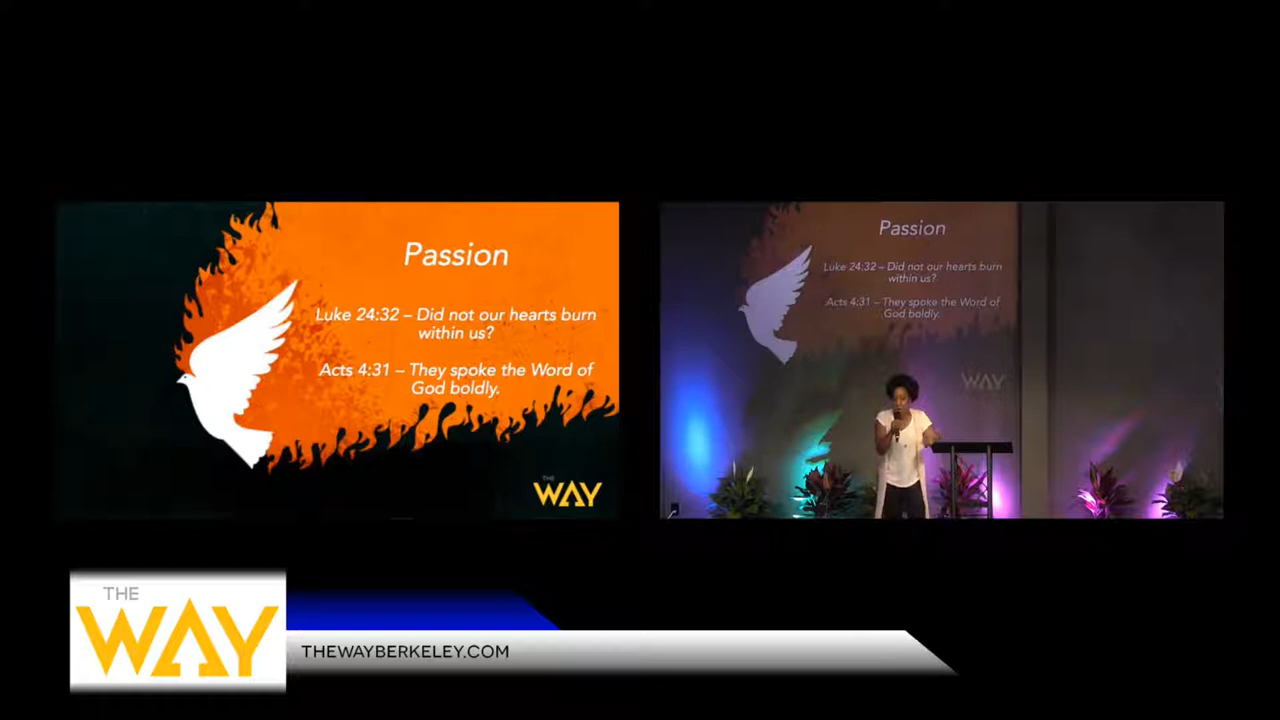 Passion
Luke 24:32 – Did not our hearts burn
within us?
Acts 4:31 – They spoke the Word of
God boldly.
THE
WAY
Passion
Luke 24:32 – Did not our hearts burn
within us?
Acts 4:31 – They spoke the Word of
God boldly.
WAY
THE
WAY
THEWAYBERKELEY.COM